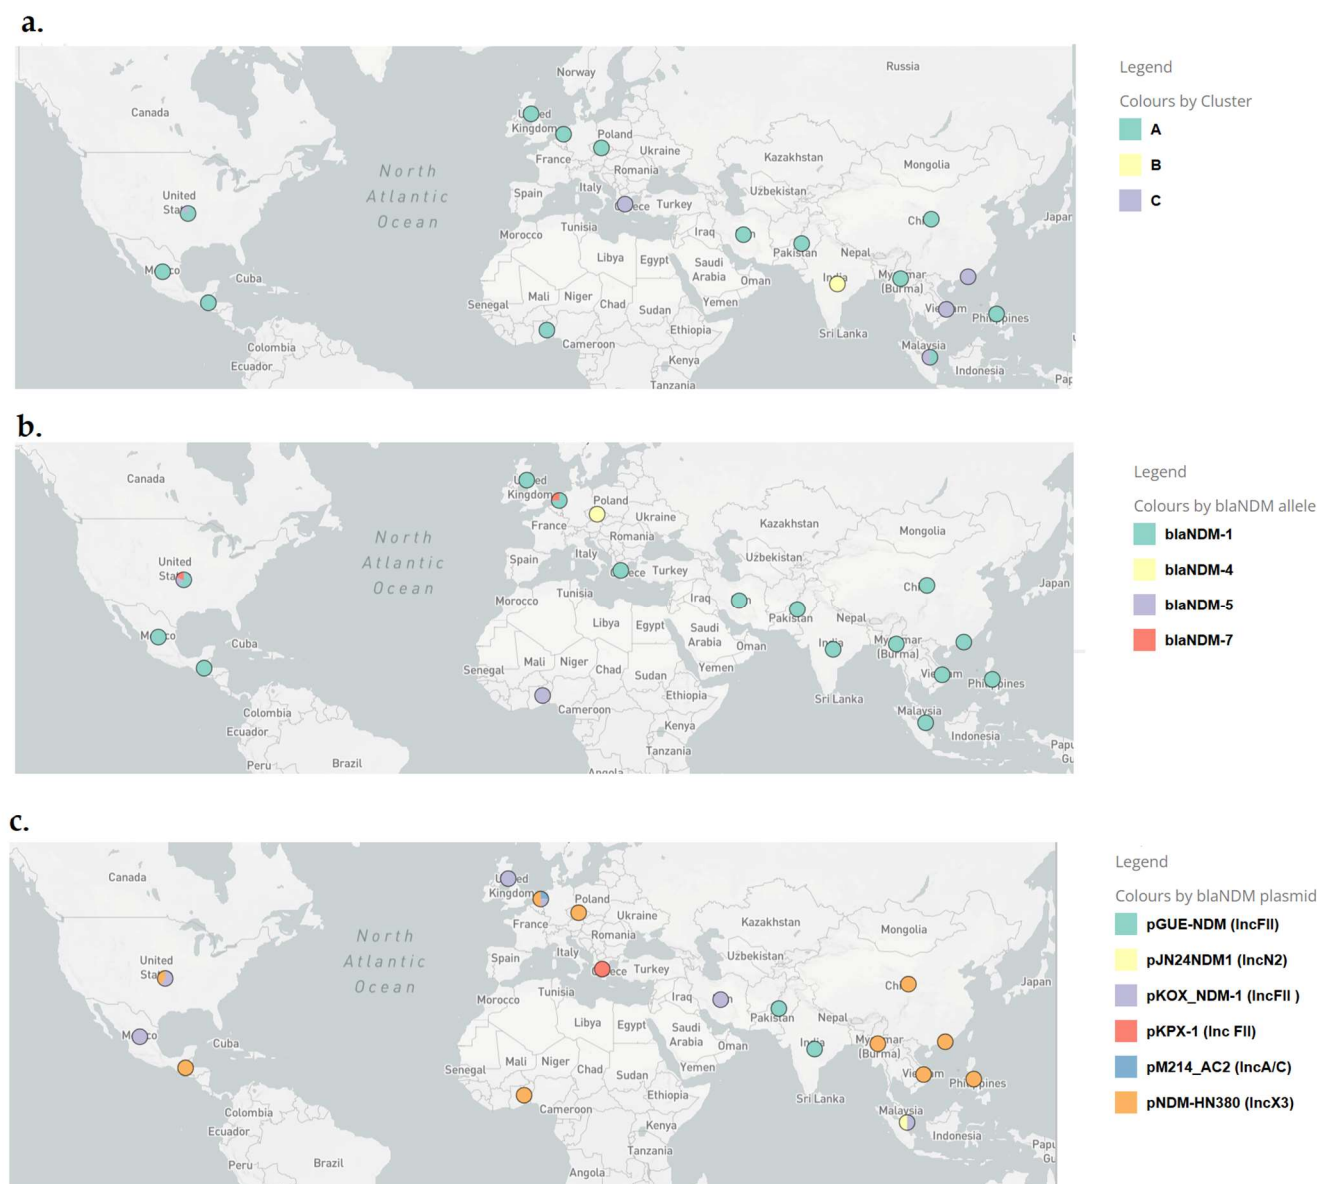 a.
Norway
Russia
Legend
Canada
Colours by Cluster
Kingdom
Poland
A
Ukraine
France
Kazakhstan
Mongolia
B
North
Romania
Atlantic
Italy
Uzbekistan
C
United
Spain
Ocean
Turkey
Japan
Tunisia
Iraq
Nepal
Morocco
Pakistan
Libya
Egypt
Saudi
Arabia
Oman
(Burma)
Cuba
Mali
Niger
Chad
Yemen
Senegal
Sudan
Ethiopia
Sri Lanka
Cameroon
Malaysia
Colombia
Kenya
Ecuador
Indonesia
Tanzania
Pap
b.
Canada
Legend
Kingdom
Poland
Colours by blaNDM allele
Ukraine
France
Kazakhstan
Mongolia
blaNDM-1
North
Romania
Atlantic
Italy
Uzbekistan
United
Spain
blaNDM-4
Ocean
Turkey
Japan
Tunisia
Morocco
Iraq
blaNDM-5
Libya
Egypt
Pakistan
Nepal
Saudi
Arabia
Oman
(Burma)
blaNDM-7
Cuba
Mali
Niger
Chad
Sudan
Yemen
Senegal
Ethiopia
Sri Lanka
Colombia
Cameroon
Malaysia
Ecuador
Kenya
Indonesia
Peru
Brazil
Tanzania
Papu
Gu
Angola
c.
Canada
Legend
Kingdom
Poland
Colours by blaNDM plasmid
France
Ukraine
Kazakhstan
Mongolia
pGUE-NDM (IncFII)
North
Romania
Atlantic
Italy
Uzbekistan
United
Spain
pJN24NDM1 (IncN2)
Ocean
Turkey
Japan
Tunisia
Morocco
Iraq
pKOX_NDM-1 (IncFII )
Libya
Egypt
Pakistan
Nepal
Saudi
Arabia
Oman
(Burma)
pKPX-1 (Inc FII)
Cuba
Mali
Niger
Chad
Sudan
Yemen
Senegal
Ethiopia
Sri Lanka
pM214_AC2 (IncA/C)
Colombia
Cameroon
Malaysia
Ecuador
Kenya
Indonesia
pNDM-HN380 (IncX3)
Peru
Brazil
Tanzania
Papu
Gu
Angola